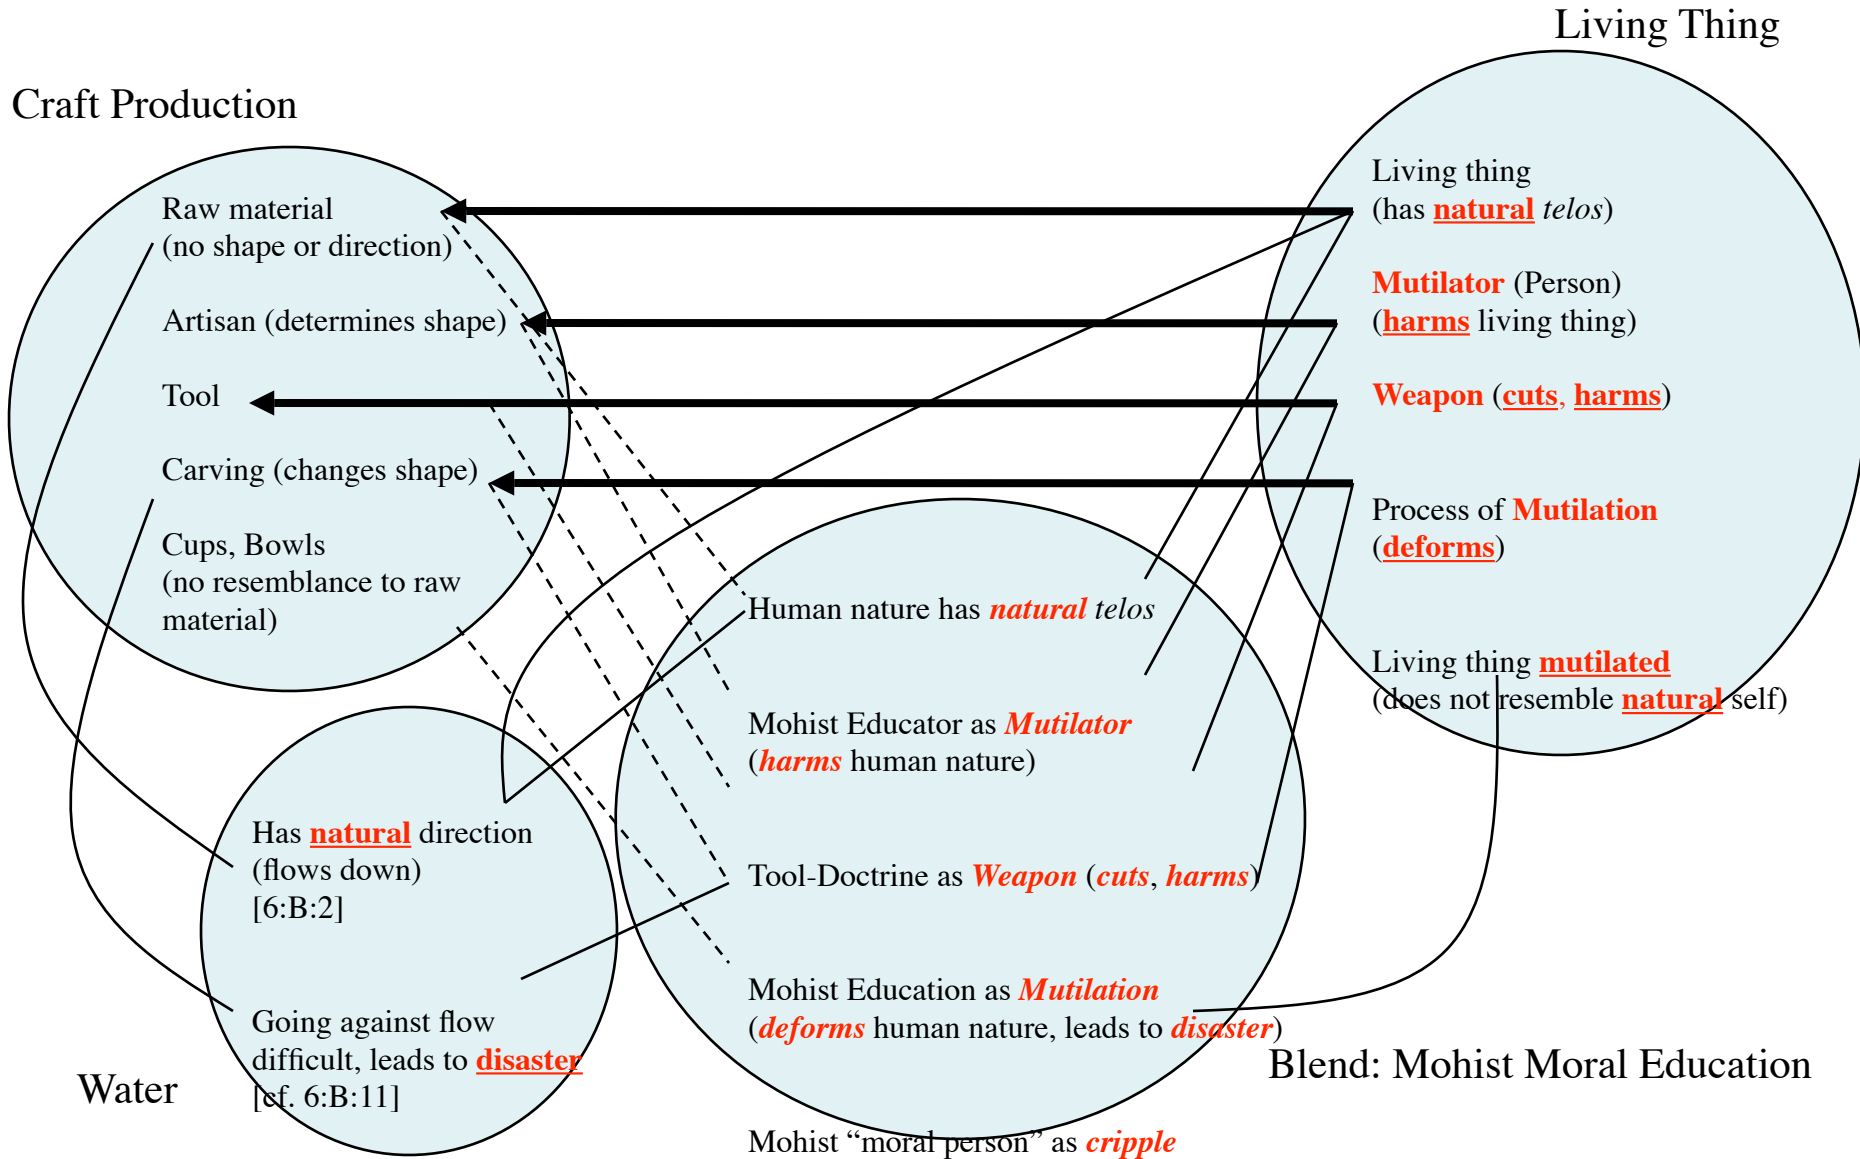 Living Thing
Craft Production
Raw material
(no shape or direction)
Artisan (determines shape)
Tool
Carving (changes shape)
Cups, Bowls
(no resemblance to raw
material)
Living thing
(has natural telos)
Mutilator (Person)
(harms living thing)
Weapon (cuts, harms)
Process of Mutilation
(deforms)
Living thing mutilated
(does not resemble natural self)
Human nature has natural telos
Mohist Educator as Mutilator
(harms human nature)
Tool-Doctrine as Weapon (cuts, harms)
Mohist Education as Mutilation
(deforms human nature, leads to disaster)
Mohist “moral person” as cripple
Has natural direction
(flows down)
[6:B:2]
Going against flow
difficult, leads to disaster
[cf. 6:B:11]
Water
Blend: Mohist Moral Education